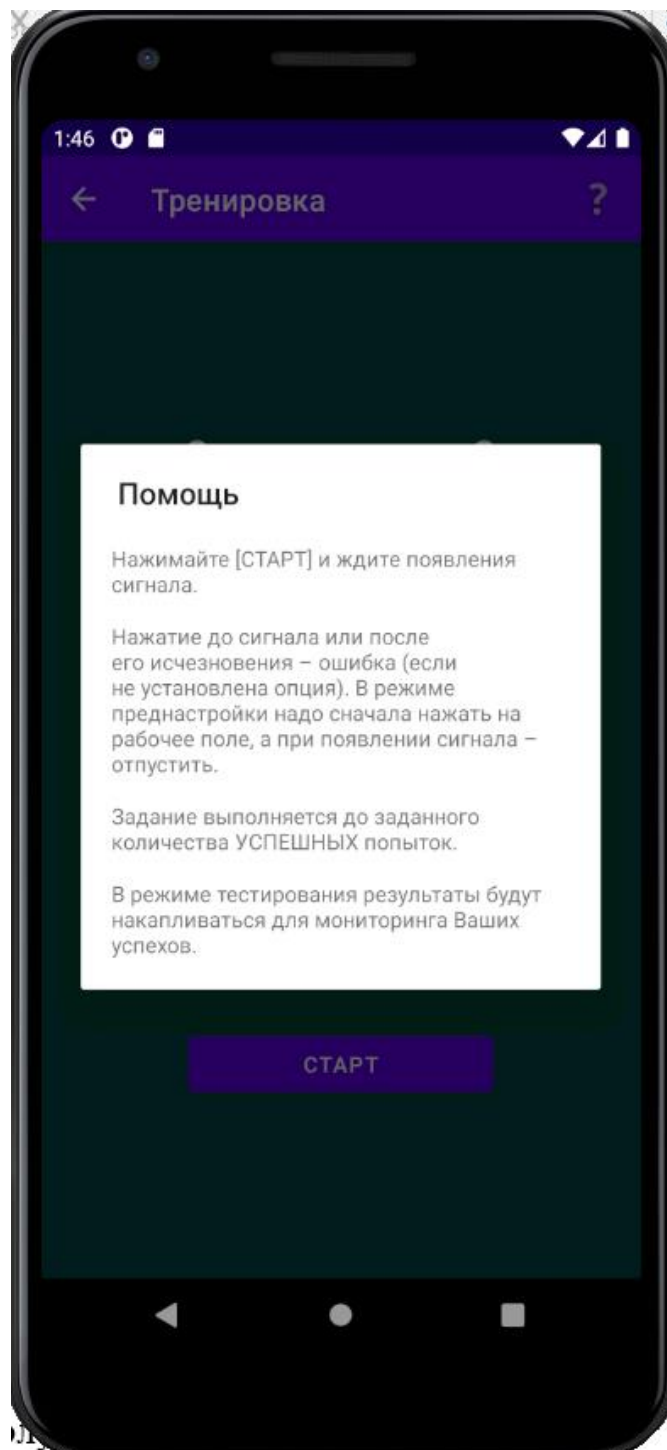 1:46
Тренировка
?
Помощь
Нажимайте [СТАРТ] и ждите появления
сигнала.
Нажатие до сигнала или после
его исчезновения – ошибка (если
не установлена опция). В режиме
преднастройки надо сначала нажать на
рабочее поле, а при появлении сигнала –
отпустить.
Задание выполняется до заданного
количества УСПЕШНЫХ попыток.
В режиме тестирования результаты будут
накапливаться для мониторинга Ваших
успехов.
СТАРТ